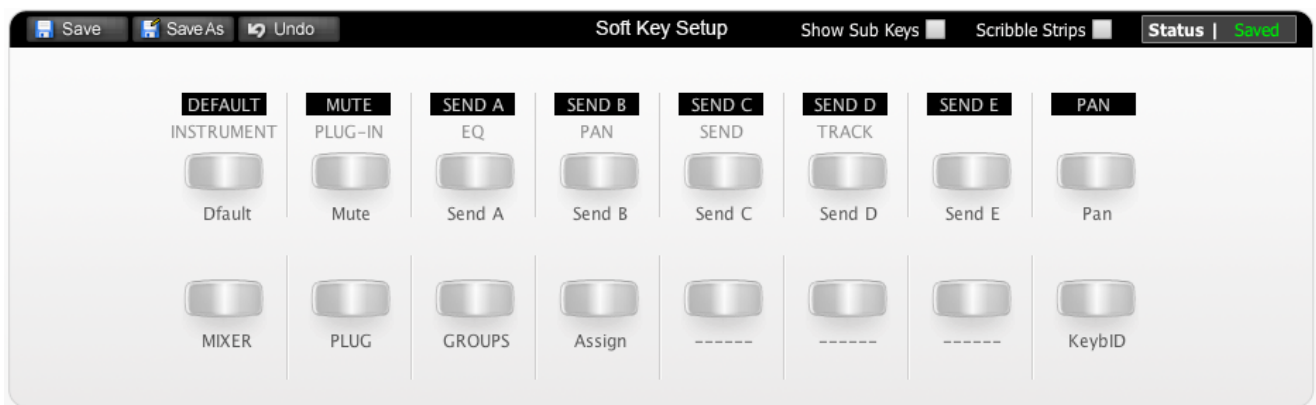 Save Save As Undo Soft Key Setup Show Sub Keys Scribble Strips Status | Saved
DEFAULT MUTE SEND A SEND B SEND C SEND D SEND E PAN
INSTRUMENT PLUG-IN EQ PAN SEND TRACK
Dfault Mute Send A Send B Send C Send D Send E Pan
MIXER PLUG GROUPS Assign ------ ------ ------ KeybID